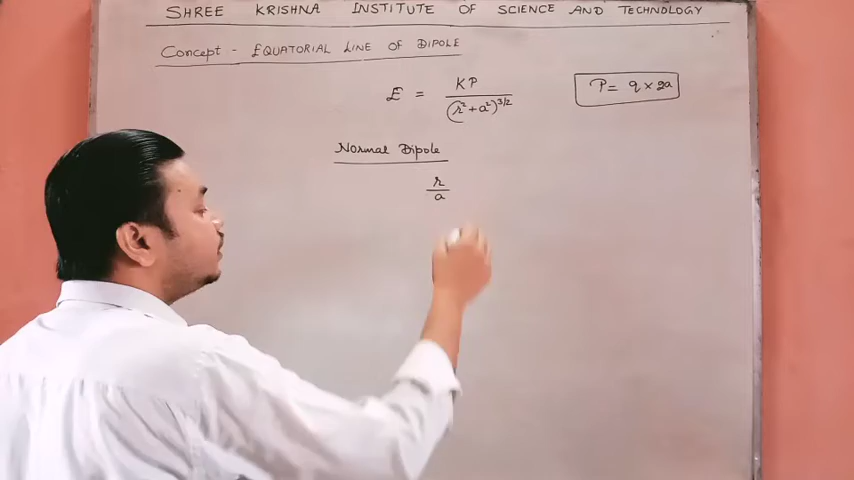 SHREE KRISHNA INSTITUTE OF SCIENCE AND TECHNOLOGY
Concept - EQUATORIAL LINE OF DIPOLE
E = KP / (r² + a²)^3/2
P = q × 2a
Normal Dipole
r / a